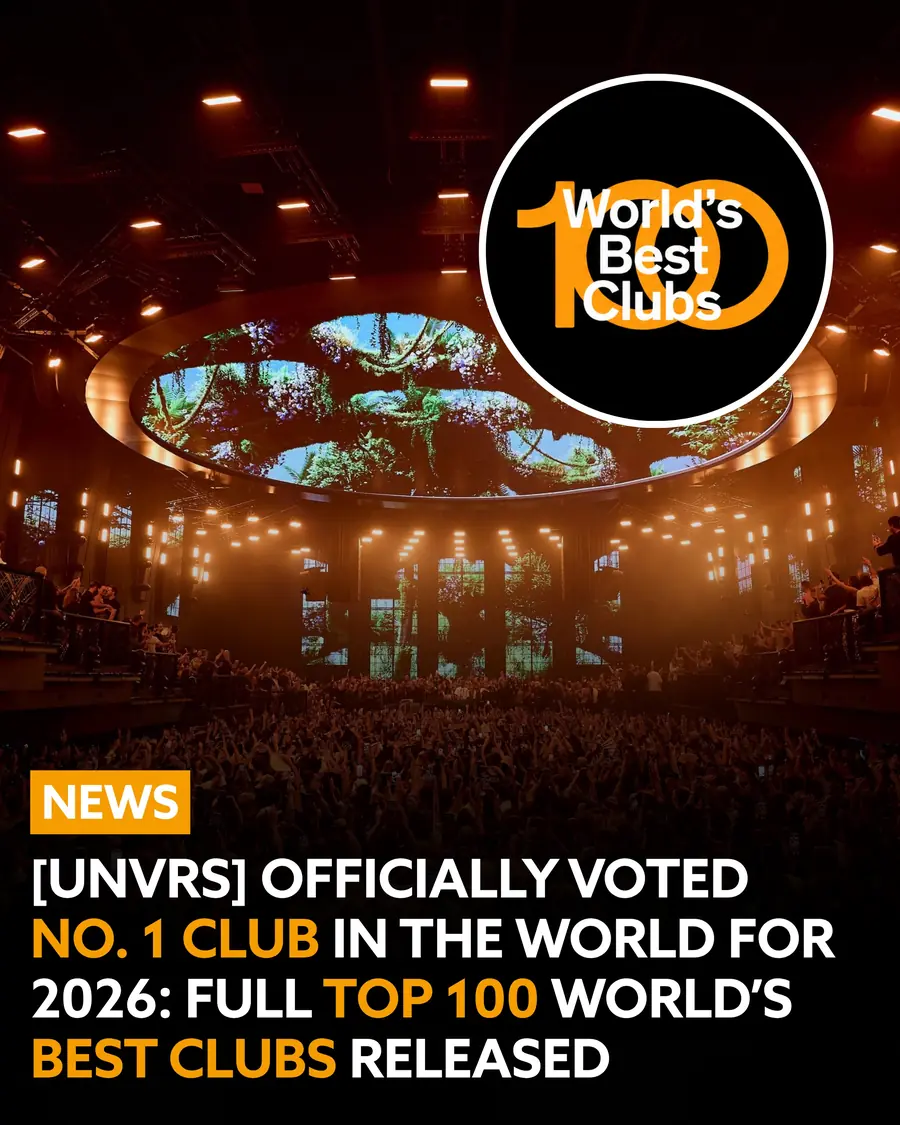 100
World's
Best
Clubs
NEWS
[UNVRS] OFFICIALLY VOTED
NO. 1 CLUB IN THE WORLD FOR
2026: FULL TOP 100 WORLD'S
BEST CLUBS RELEASED